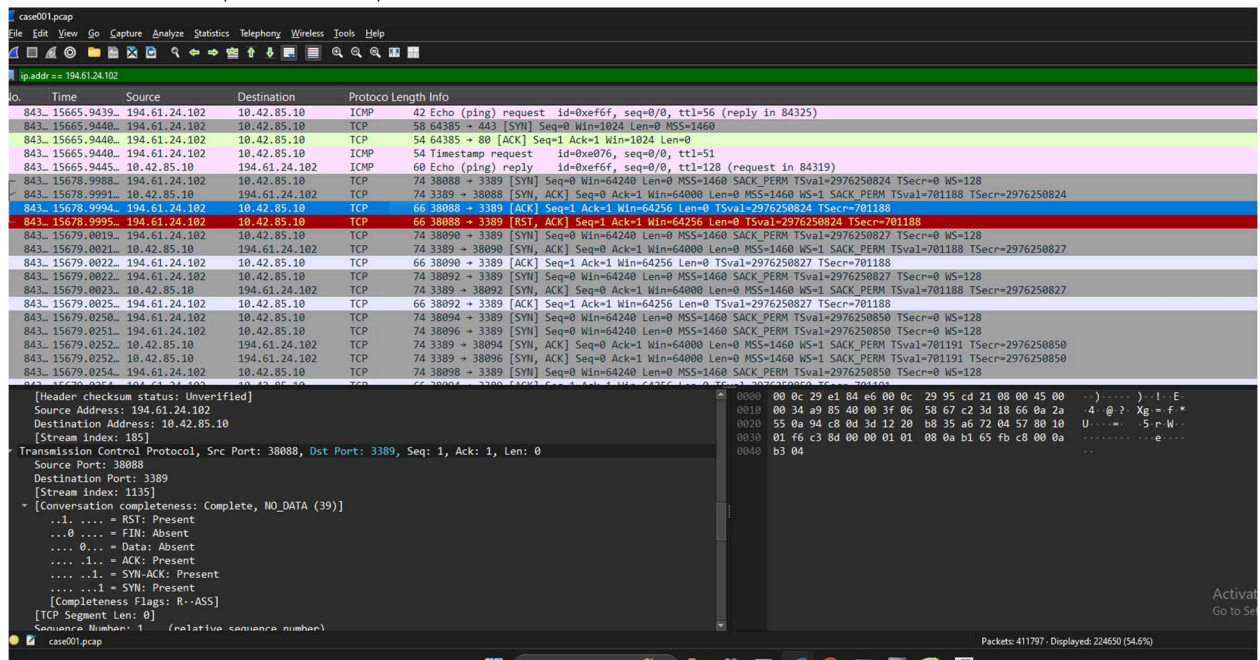 case001.pcap
File Edit View Go Capture Analyze Statistics Telephony Wireless Tools Help
ip.addr == 194.61.24.102
No. Time Source Destination Protoco Length Info
843… 15665.9439… 194.61.24.102 10.42.85.10 ICMP 42 Echo (ping) request id=0xef6f, seq=0/0, ttl=56 (reply in 84325)
843… 15665.9440… 194.61.24.102 10.42.85.10 TCP 58 64385 → 443 [SYN] Seq=0 Win=1024 Len=0 MSS=1460
843… 15665.9440… 194.61.24.102 10.42.85.10 TCP 54 64385 → 80 [ACK] Seq=1 Ack=1 Win=1024 Len=0
843… 15665.9440… 194.61.24.102 10.42.85.10 ICMP 54 Timestamp request id=0xe076, seq=0/0, ttl=51
843… 15665.9445… 10.42.85.10 194.61.24.102 ICMP 60 Echo (ping) reply id=0xef6f, seq=0/0, ttl=128 (request in 84319)
843… 15678.9988… 194.61.24.102 10.42.85.10 TCP 74 38088 → 3389 [SYN] Seq=0 Win=64240 Len=0 MSS=1460 SACK_PERM TSval=2976250824 TSecr=0 WS=128
843… 15678.9991… 10.42.85.10 194.61.24.102 TCP 74 3389 → 38088 [SYN, ACK] Seq=0 Ack=1 Win=64000 Len=0 MSS=1460 WS=1 SACK_PERM TSval=701188 TSecr=2976250824
843… 15678.9994… 194.61.24.102 10.42.85.10 TCP 66 38088 → 3389 [ACK] Seq=1 Ack=1 Win=64256 Len=0 TSval=2976250824 TSecr=701188
843… 15678.9995… 194.61.24.102 10.42.85.10 TCP 66 38088 → 3389 [RST, ACK] Seq=1 Ack=1 Win=64256 Len=0 TSval=2976250824 TSecr=701188
843… 15679.0019… 194.61.24.102 10.42.85.10 TCP 74 38090 → 3389 [SYN] Seq=0 Win=64240 Len=0 MSS=1460 SACK_PERM TSval=2976250827 TSecr=0 WS=128
843… 15679.0021… 10.42.85.10 194.61.24.102 TCP 74 3389 → 38090 [SYN, ACK] Seq=0 Ack=1 Win=64000 Len=0 MSS=1460 WS=1 SACK_PERM TSval=701188 TSecr=2976250827
843… 15679.0022… 194.61.24.102 10.42.85.10 TCP 66 38090 → 3389 [ACK] Seq=1 Ack=1 Win=64256 Len=0 TSval=2976250827 TSecr=701188
843… 15679.0022… 194.61.24.102 10.42.85.10 TCP 74 38092 → 3389 [SYN] Seq=0 Win=64240 Len=0 MSS=1460 SACK_PERM TSval=2976250827 TSecr=0 WS=128
843… 15679.0023… 10.42.85.10 194.61.24.102 TCP 74 3389 → 38092 [SYN, ACK] Seq=0 Ack=1 Win=64000 Len=0 MSS=1460 WS=1 SACK_PERM TSval=701188 TSecr=2976250827
843… 15679.0025… 194.61.24.102 10.42.85.10 TCP 66 38092 → 3389 [ACK] Seq=1 Ack=1 Win=64256 Len=0 TSval=2976250827 TSecr=701188
843… 15679.0250… 194.61.24.102 10.42.85.10 TCP 74 38094 → 3389 [SYN] Seq=0 Win=64240 Len=0 MSS=1460 SACK_PERM TSval=2976250850 TSecr=0 WS=128
843… 15679.0251… 194.61.24.102 10.42.85.10 TCP 74 38096 → 3389 [SYN] Seq=0 Win=64240 Len=0 MSS=1460 SACK_PERM TSval=2976250850 TSecr=0 WS=128
843… 15679.0252… 10.42.85.10 194.61.24.102 TCP 74 3389 → 38094 [SYN, ACK] Seq=0 Ack=1 Win=64000 Len=0 MSS=1460 WS=1 SACK_PERM TSval=701191 TSecr=2976250850
843… 15679.0252… 10.42.85.10 194.61.24.102 TCP 74 3389 → 38096 [SYN, ACK] Seq=0 Ack=1 Win=64000 Len=0 MSS=1460 WS=1 SACK_PERM TSval=701191 TSecr=2976250850
843… 15679.0254… 194.61.24.102 10.42.85.10 TCP 74 38098 → 3389 [SYN] Seq=0 Win=64240 Len=0 MSS=1460 SACK_PERM TSval=2976250850 TSecr=0 WS=128
[Header checksum status: Unverified]
Source Address: 194.61.24.102
Destination Address: 10.42.85.10
[Stream index: 185]
Transmission Control Protocol, Src Port: 38088, Dst Port: 3389, Seq: 1, Ack: 1, Len: 0
Source Port: 38088
Destination Port: 3389
[Stream index: 1135]
[Conversation completeness: Complete, NO_DATA (39)]
..1. .... = RST: Present
...0 .... = FIN: Absent
.... 0... = Data: Absent
.... .1.. = ACK: Present
.... ..1. = SYN-ACK: Present
.... ...1 = SYN: Present
[Completeness Flags: R··ASS]
[TCP Segment Len: 0]
Sequence Number: 1 (relative sequence number)
0000 00 0c 29 e1 84 e6 00 0c 29 95 cd 21 08 00 45 00 ··)····· )··!··E·
0010 00 34 a9 85 40 00 3f 06 58 67 c2 3d 18 66 0a 2a ·4··@·?· Xg·=·f·*
0020 55 0a 94 c8 0d 3d 12 20 b8 35 a6 72 04 57 80 10 U····=· ·5·r·W··
0030 01 f6 c3 8d 00 00 01 01 08 0a b1 65 fb c8 00 0a ········ ···e····
0040 b3 04 ··
Activat
Go to Se
case001.pcap
Packets: 411797 · Displayed: 224650 (54.6%)